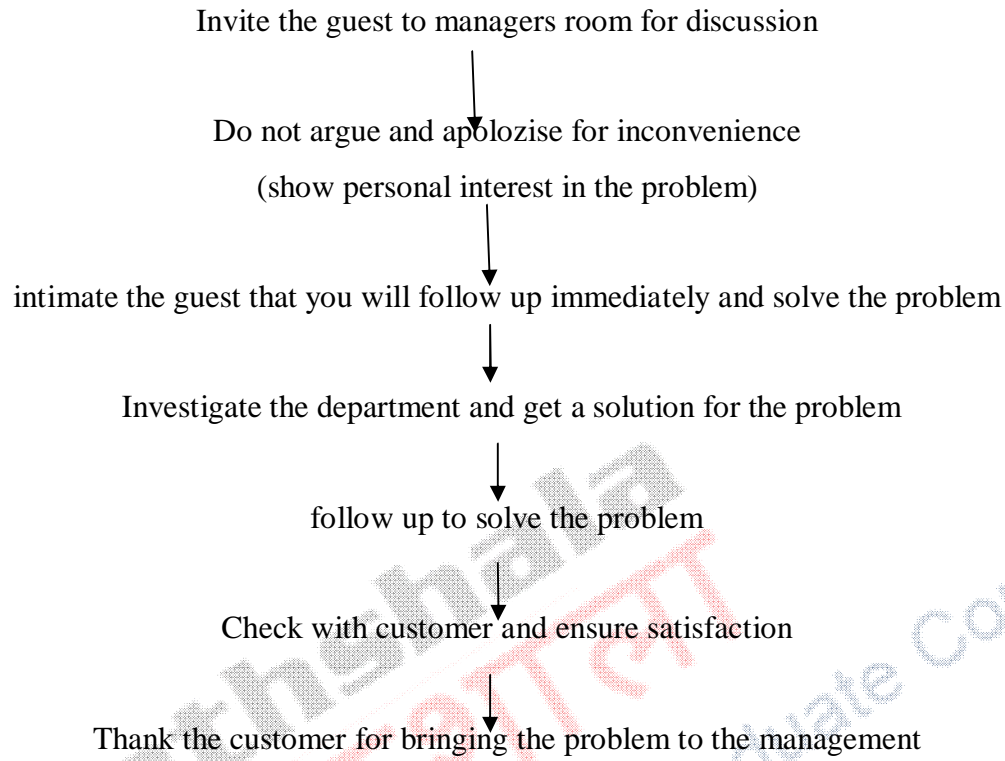 Invite the guest to managers room for discussion
Do not argue and apolozise for inconvenience
(show personal interest in the problem)
intimate the guest that you will follow up immediately and solve the problem
Investigate the department and get a solution for the problem
follow up to solve the problem
Check with customer and ensure satisfaction
Thank the customer for bringing the problem to the management